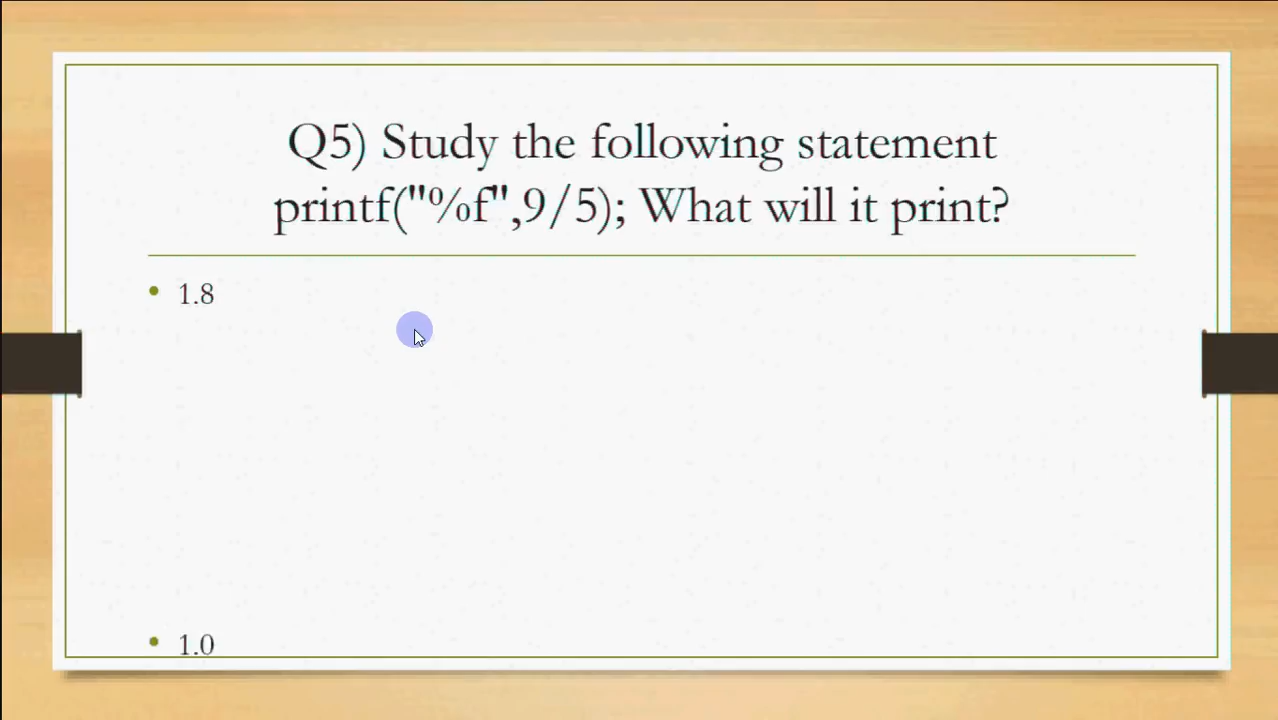 Q5) Study the following statement
printf("%f",9/5); What will it print?
• 1.8
• 1.0